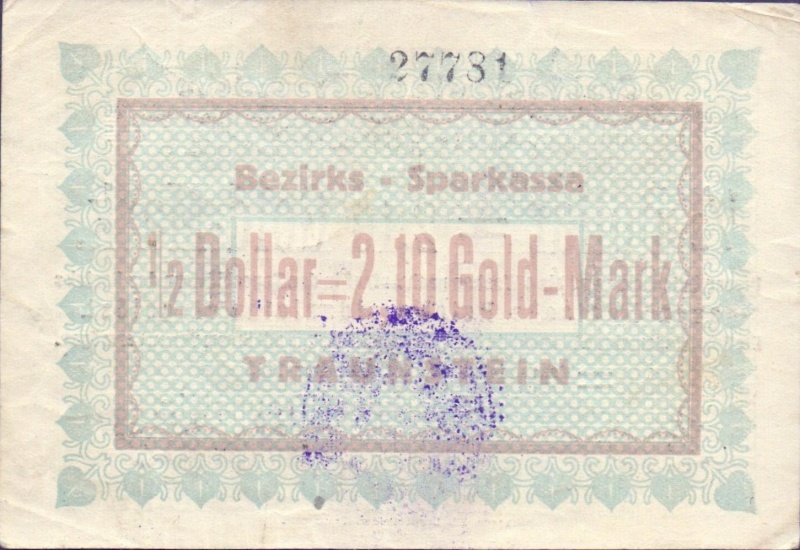 27731
Bezirks - Sparkassa
1/2 Dollar = 2,10 Gold-Mark
TRAUNSTEIN